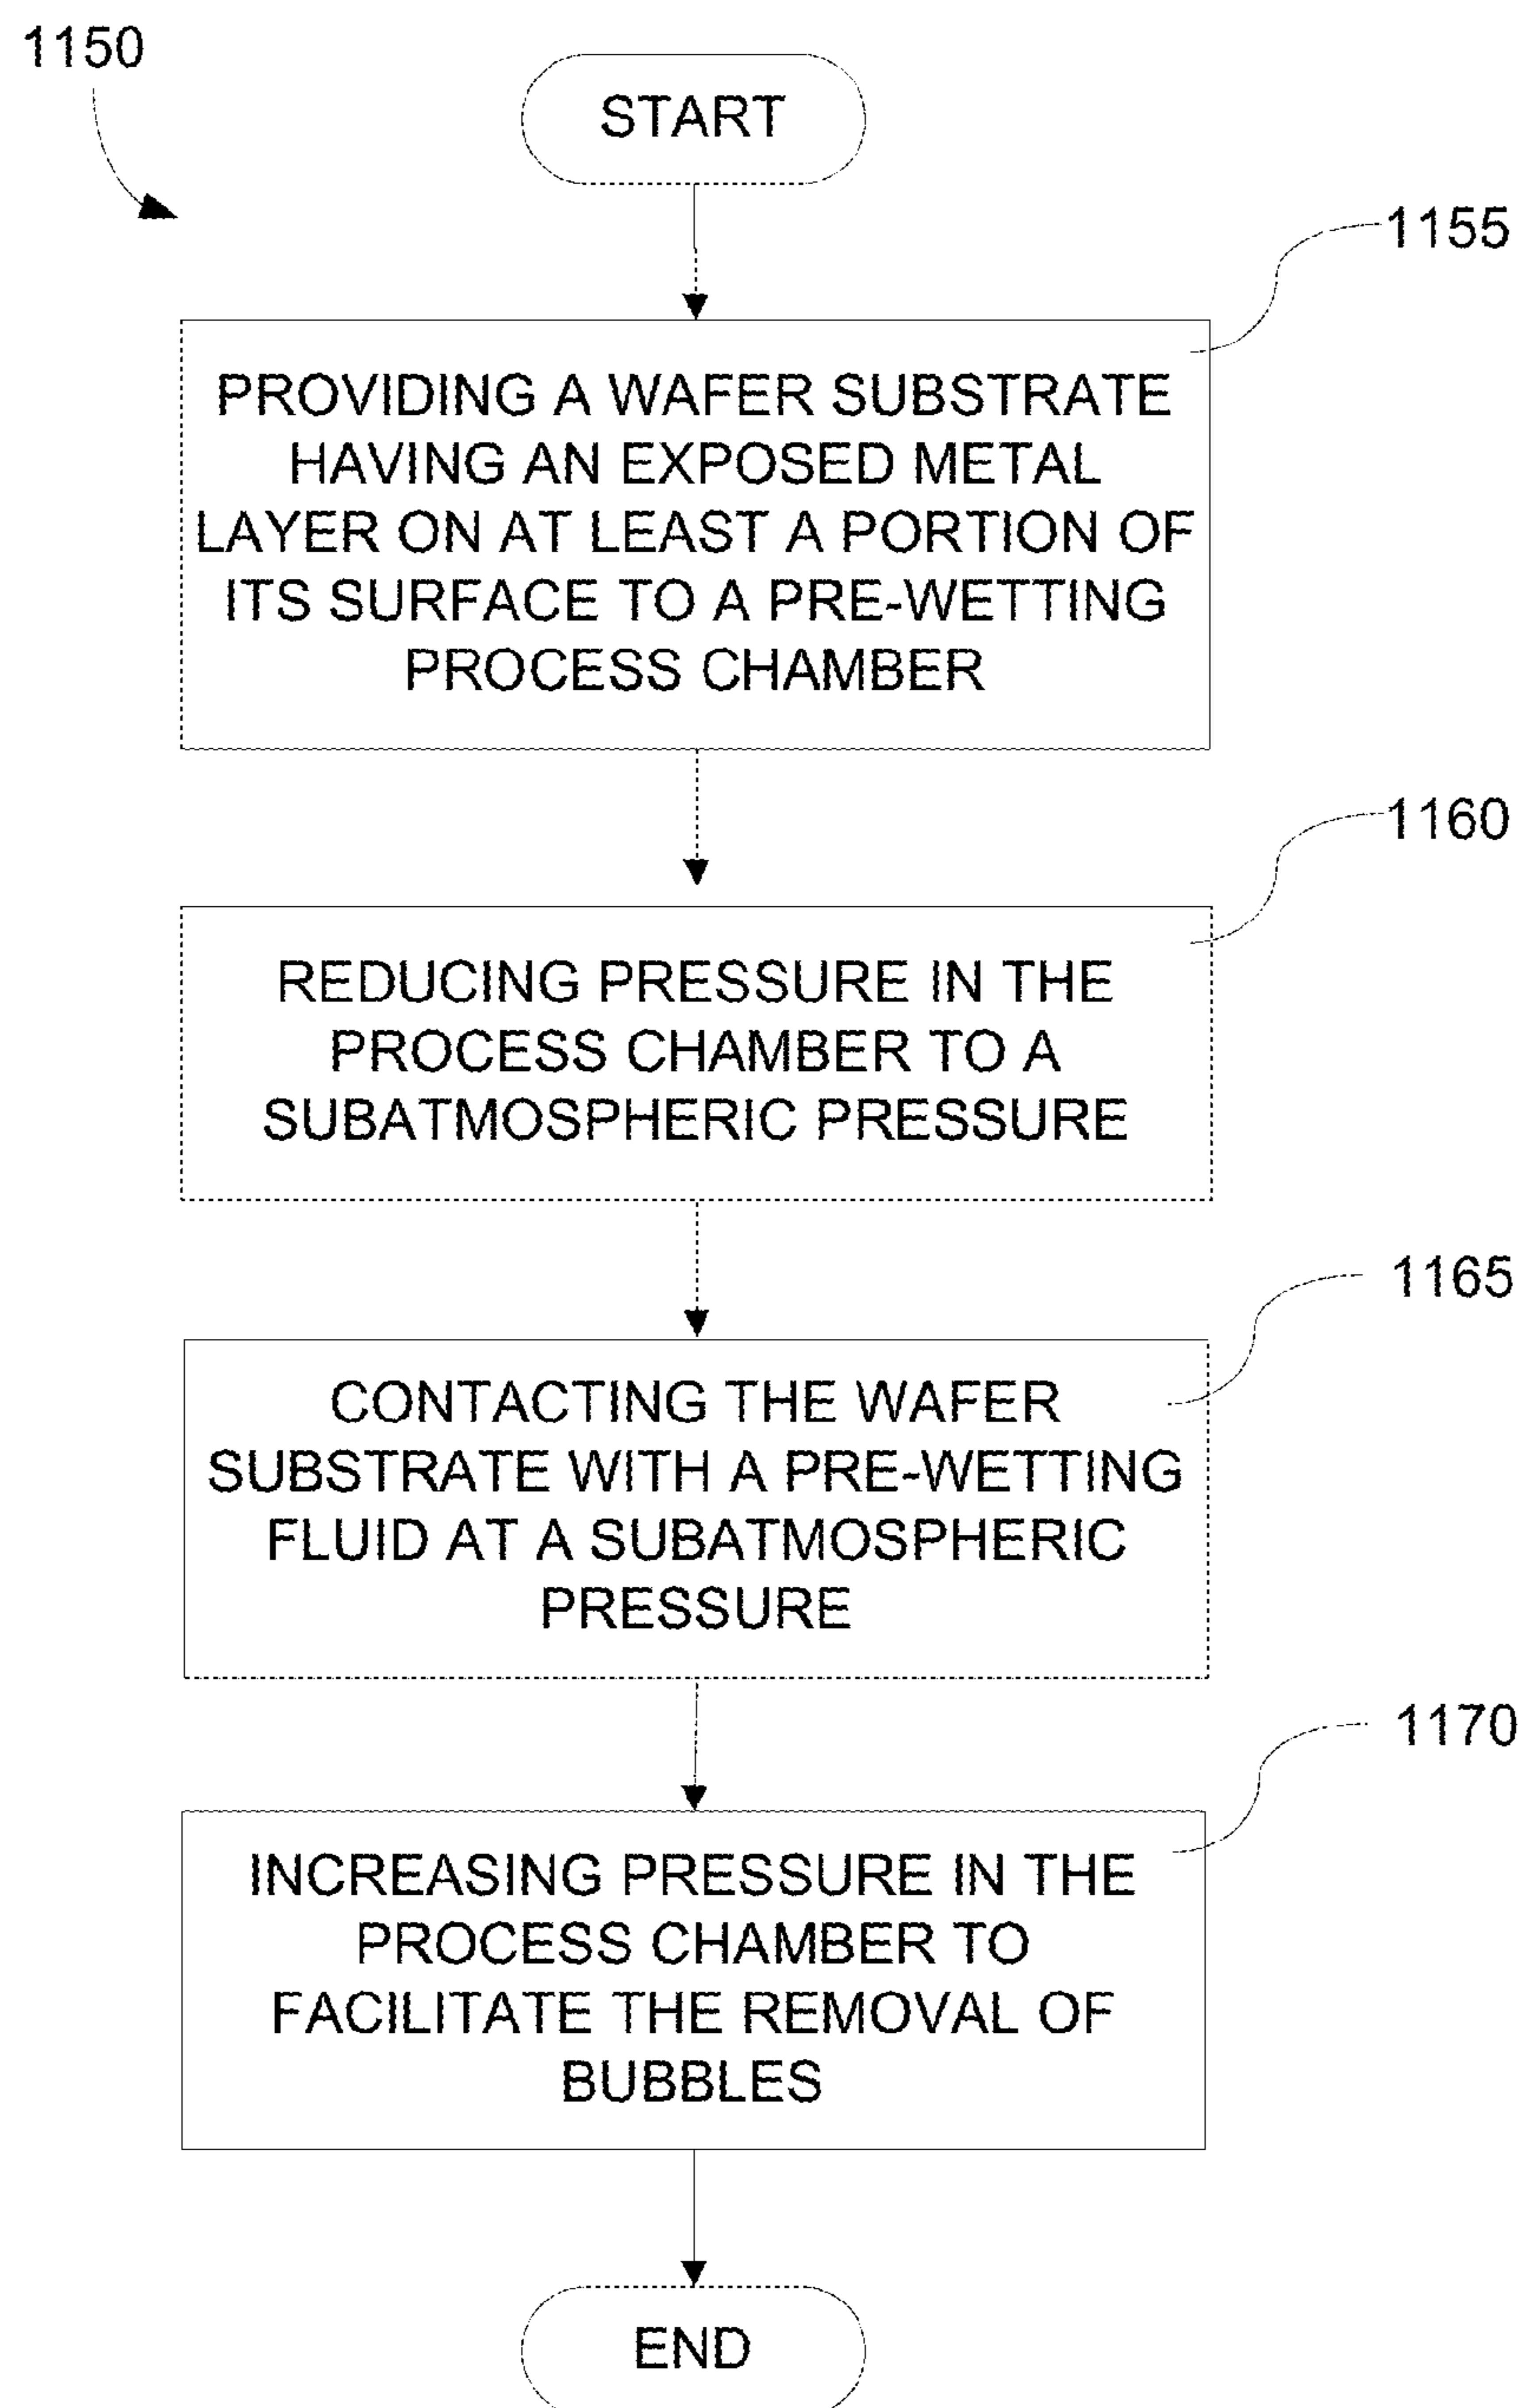 1150
START
1155
PROVIDING A WAFER SUBSTRATE
HAVING AN EXPOSED METAL
LAYER ON AT LEAST A PORTION OF
ITS SURFACE TO A PRE-WETTING
PROCESS CHAMBER
1160
REDUCING PRESSURE IN THE
PROCESS CHAMBER TO A
SUBATMOSPHERIC PRESSURE
1165
CONTACTING THE WAFER
SUBSTRATE WITH A PRE-WETTING
FLUID AT A SUBATMOSPHERIC
PRESSURE
1170
INCREASING PRESSURE IN THE
PROCESS CHAMBER TO
FACILITATE THE REMOVAL OF
BUBBLES
END